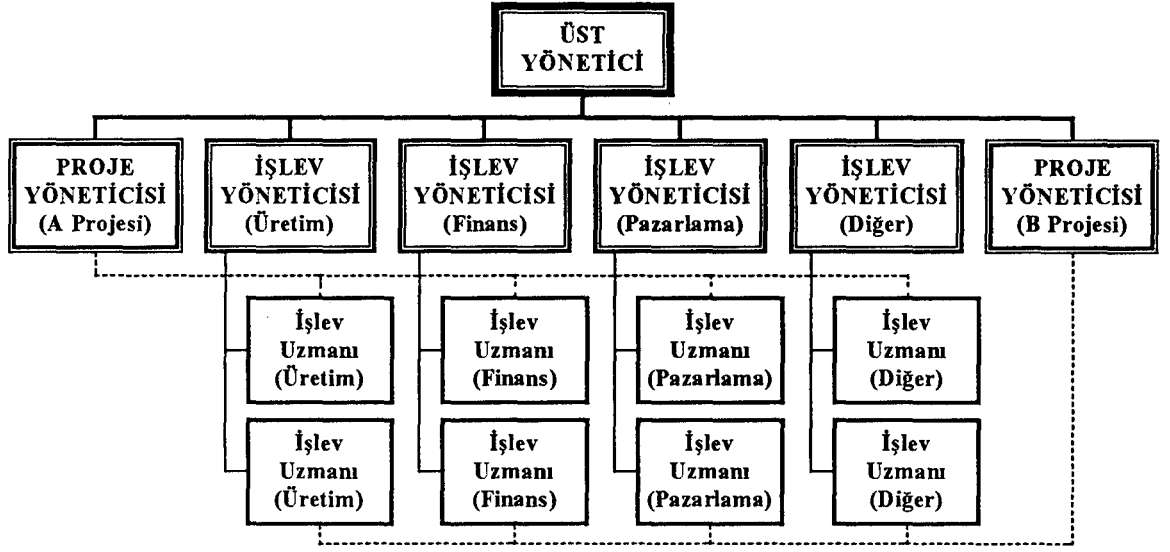 ÜST
YÖNETİCİ
PROJE
YÖNETİCİSİ
(A Projesi)
İŞLEV
YÖNETİCİSİ
(Üretim)
İŞLEV
YÖNETİCİSİ
(Finans)
İŞLEV
YÖNETİCİSİ
(Pazarlama)
İŞLEV
YÖNETİCİSİ
(Diğer)
PROJE
YÖNETİCİSİ
(B Projesi)
İşlev
Uzmanı
(Üretim)
İşlev
Uzmanı
(Finans)
İşlev
Uzmanı
(Pazarlama)
İşlev
Uzmanı
(Diğer)
İşlev
Uzmanı
(Üretim)
İşlev
Uzmanı
(Finans)
İşlev
Uzmanı
(Pazarlama)
İşlev
Uzmanı
(Diğer)